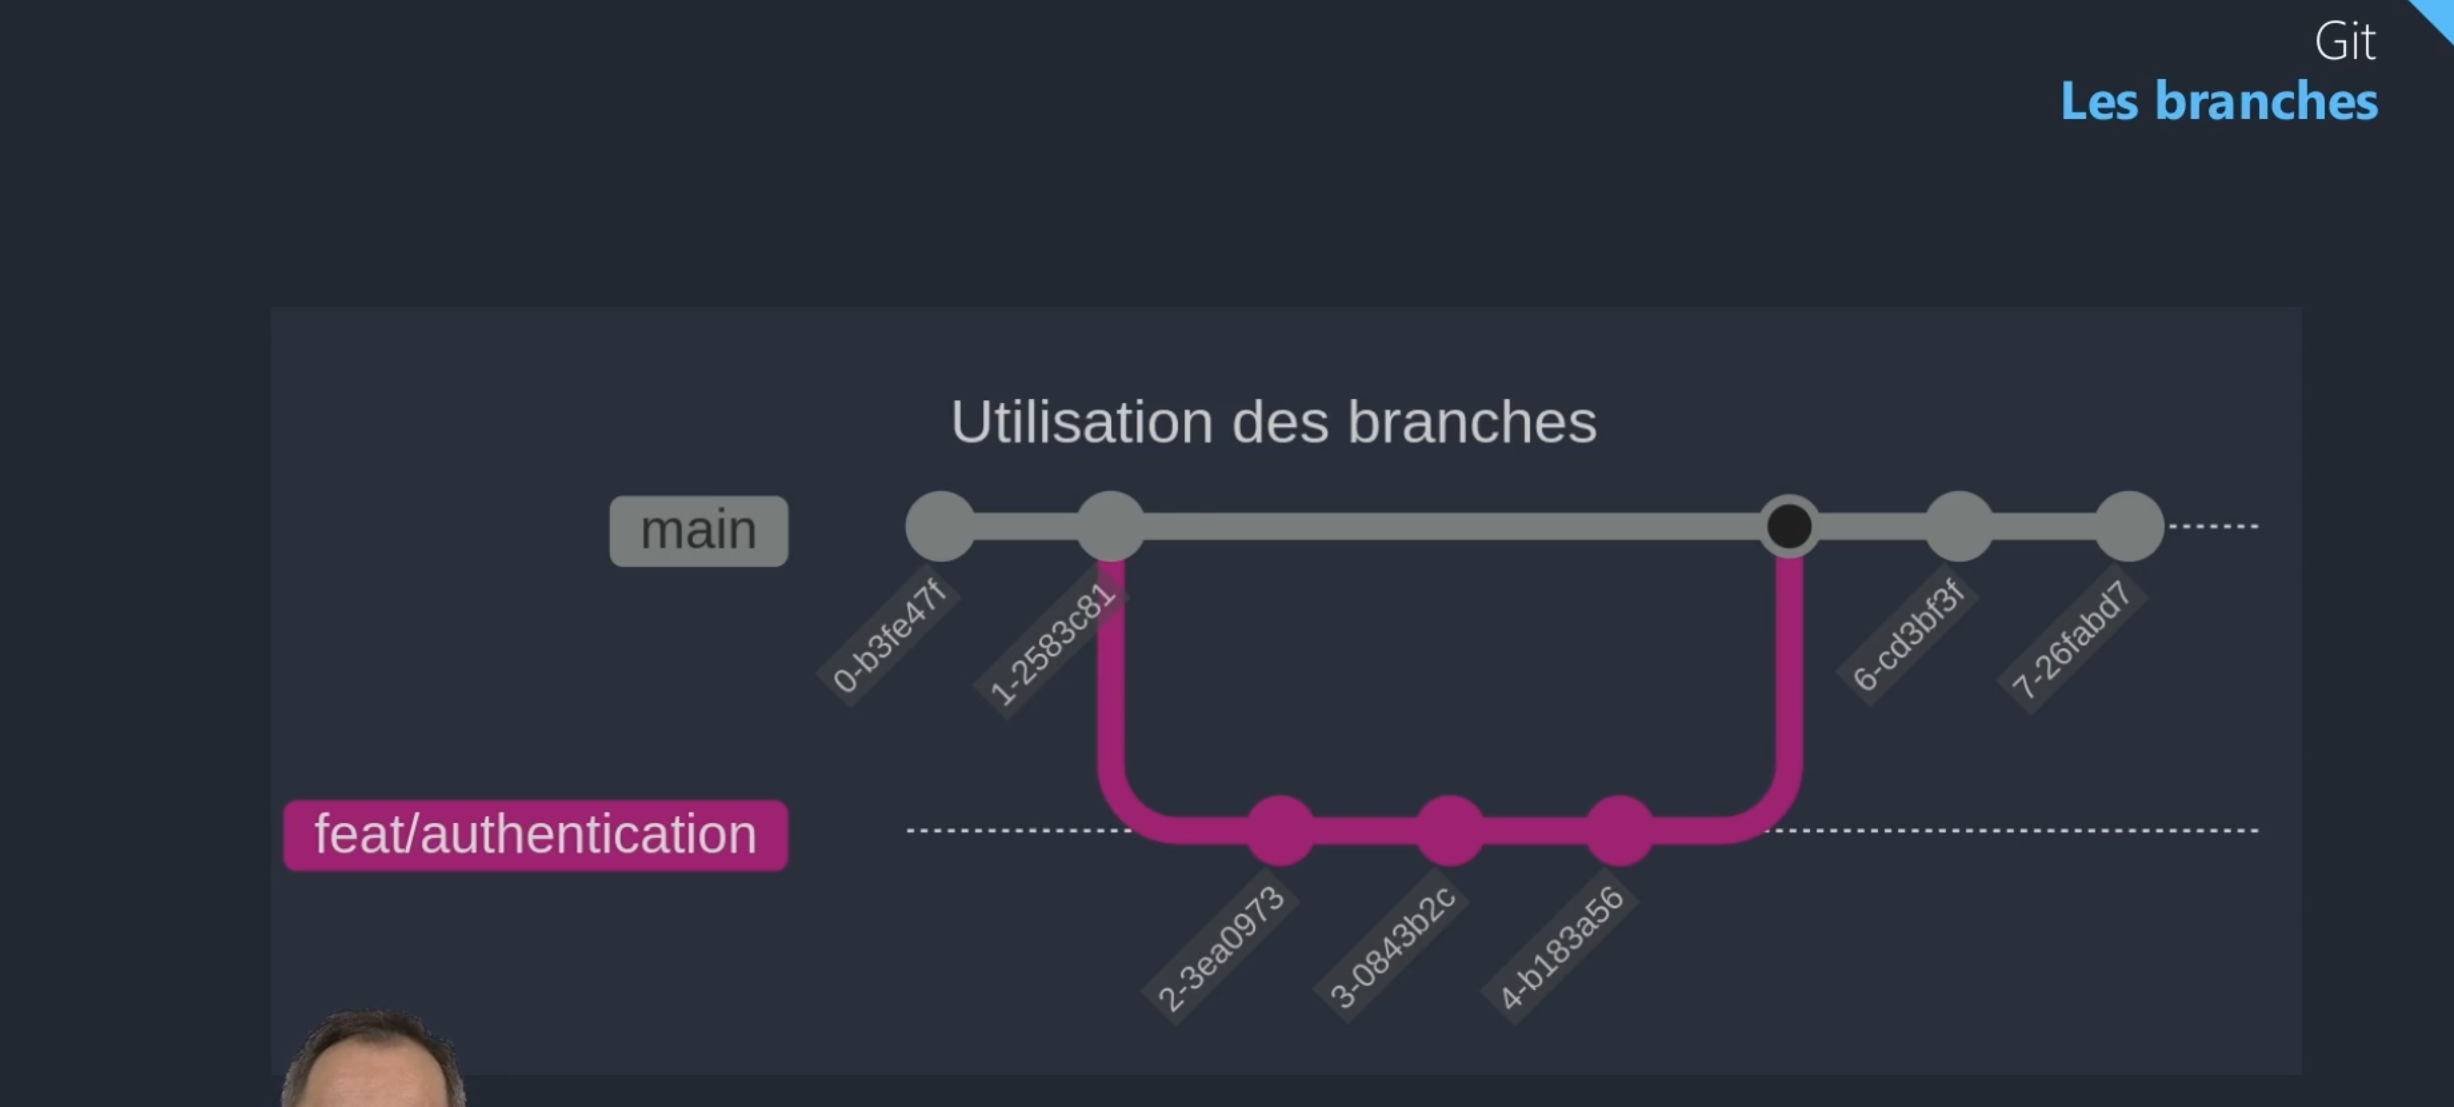 Git
Les branches
Utilisation des branches
main
0-b3fe47f
1-2583c81
6-cd3bf3f
7-26fabd7
feat/authentication
2-3ea0973
3-0843b2c
4-b183a56